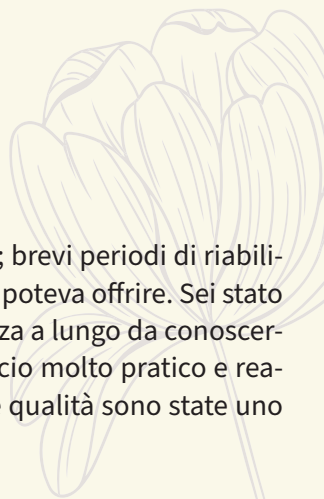 ; brevi periodi di riabili-
poteva offrire. Sei stato
za a lungo da conoscer-
cio molto pratico e rea-
qualità sono state uno